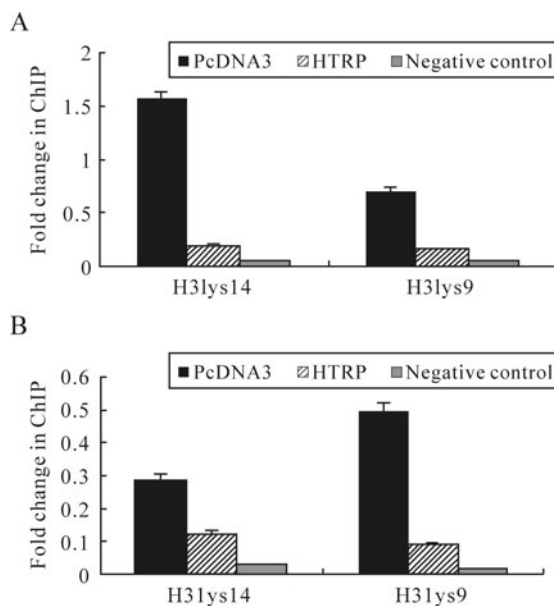 A
PcDNA3 HTRP Negative control
Fold change in ChIP
2
1.5
1
0.5
0
H3lys14 H3lys9
B
PcDNA3 HTRP Negative control
Fold change in ChIP
0.6
0.5
0.4
0.3
0.2
0.1
0
H31ys14 H31ys9